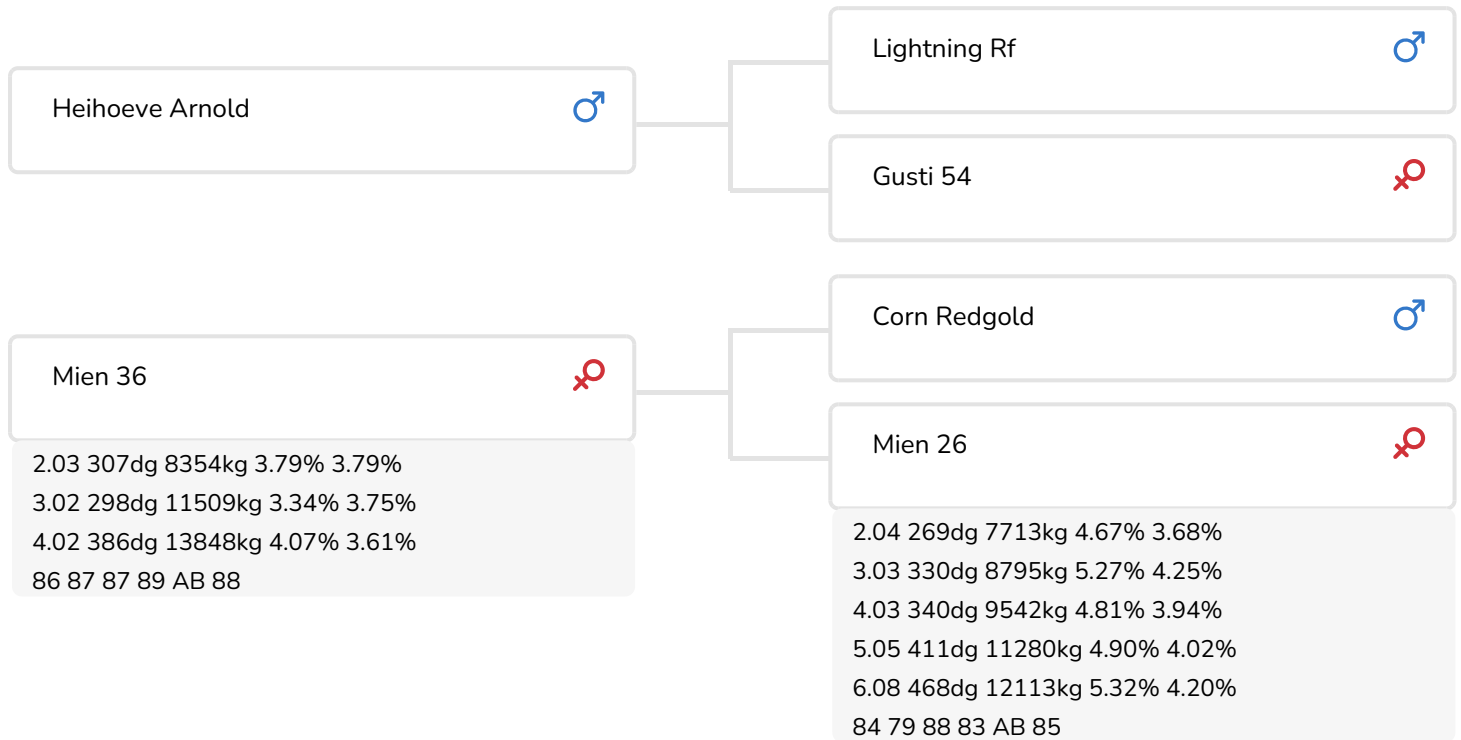 Lightning Rf
Heihoeve Arnold
Gusti 54
Corn Redgold
Mien 36
2.03 307dg 8354kg 3.79% 3.79%
3.02 298dg 11509kg 3.34% 3.75%
4.02 386dg 13848kg 4.07% 3.61%
86 87 87 89 AB 88
Mien 26
2.04 269dg 7713kg 4.67% 3.68%
3.03 330dg 8795kg 5.27% 4.25%
4.03 340dg 9542kg 4.81% 3.94%
5.05 411dg 11280kg 4.90% 4.02%
6.08 468dg 12113kg 5.32% 4.20%
84 79 88 83 AB 85